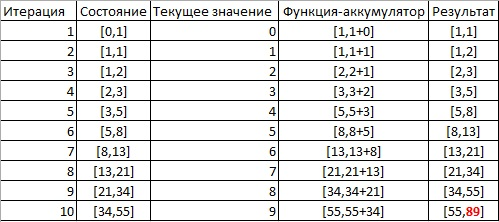 Итерация Состояние Текущее значение Функция-аккумулятор Результат
1 [0,1] 0 [1,1+0] [1,1]
2 [1,1] 1 [1,1+1] [1,2]
3 [1,2] 2 [2,2+1] [2,3]
4 [2,3] 3 [3,3+2] [3,5]
5 [3,5] 4 [5,5+3] [5,8]
6 [5,8] 5 [8,8+5] [8,13]
7 [8,13] 6 [13,13+8] [13,21]
8 [13,21] 7 [21,21+13] [21,34]
9 [21,34] 8 [34,34+21] [34,55]
10 [34,55] 9 [55,55+34] [55,89]